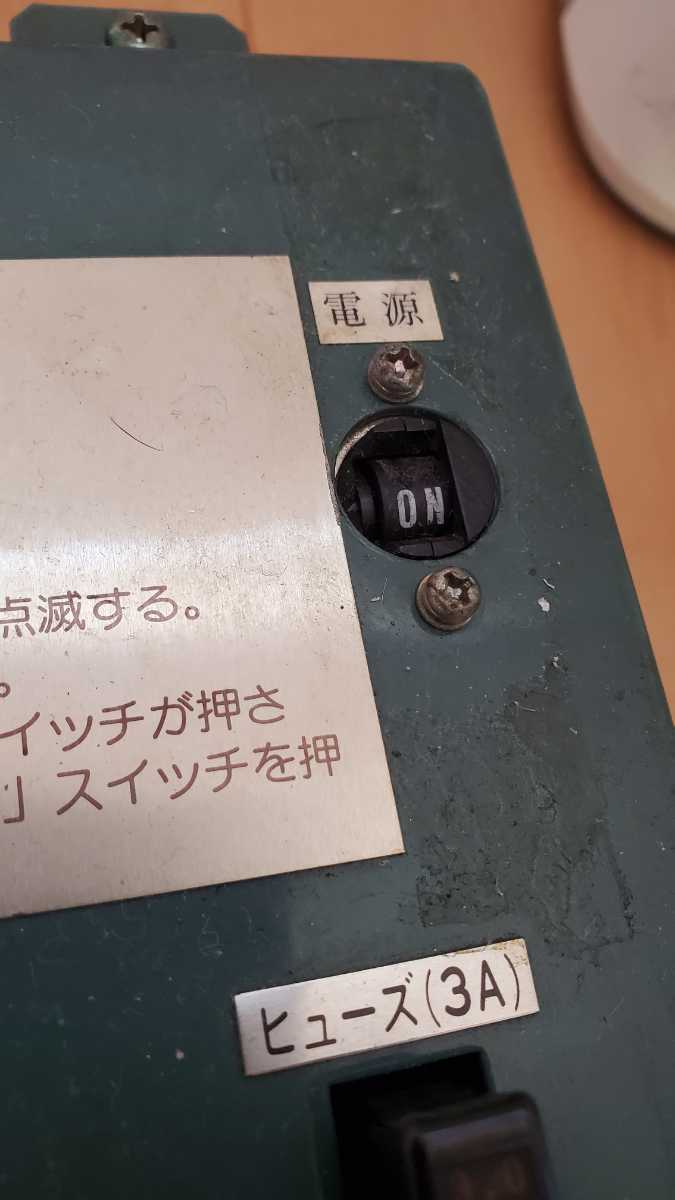 電源
ON
点滅する。
。
イッチが押さ
」スイッチを押
ヒューズ(3A)